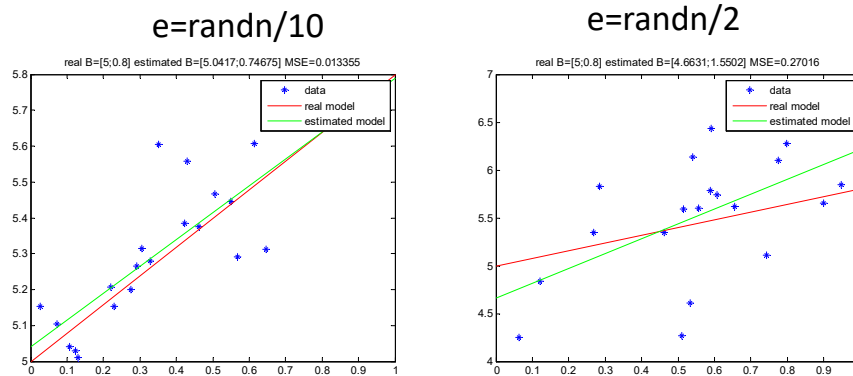 e=randn/10
real B=[5;0.8] estimated B=[5.0417;0.74675] MSE=0.013355
5.8
5.7
5.6
5.5
5.4
5.3
5.2
5.1
5
0 0.1 0.2 0.3 0.4 0.5 0.6 0.7 0.8 0.9 1
data
real model
estimated model
e=randn/2
real B=[5;0.8] estimated B=[4.6631;1.5502] MSE=0.27016
7
6.5
6
5.5
5
4.5
4
0 0.1 0.2 0.3 0.4 0.5 0.6 0.7 0.8 0.9
data
real model
estimated model